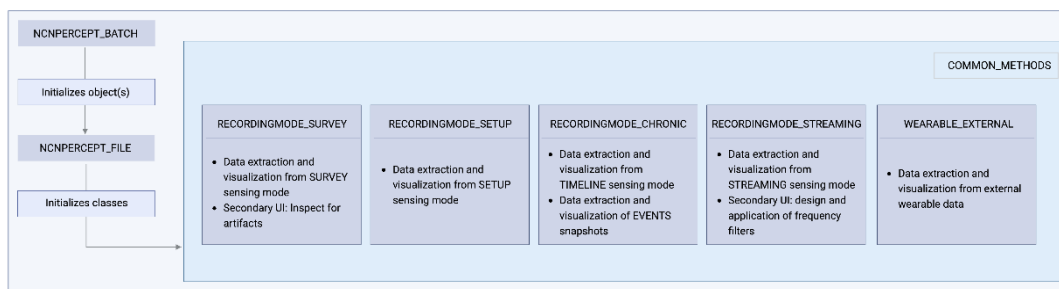 NCNPERCEPT_BATCH
Initializes object(s)
NCNPERCEPT_FILE
Initializes classes
COMMON_METHODS
RECORDINGMODE_SURVEY
• Data extraction and
visualization from SURVEY
sensing mode
• Secondary UI: Inspect for
artifacts
RECORDINGMODE_SETUP
• Data extraction and
visualization from SETUP
sensing mode
RECORDINGMODE_CHRONIC
• Data extraction and
visualization from
TIMELINE sensing mode
• Data extraction and
visualization of EVENTS
snapshots
RECORDINGMODE_STREAMING
• Data extraction and
visualization from
STREAMING sensing mode
• Secondary UI: design and
application of frequency
filters
WEARABLE_EXTERNAL
• Data extraction and
visualization from external
wearable data